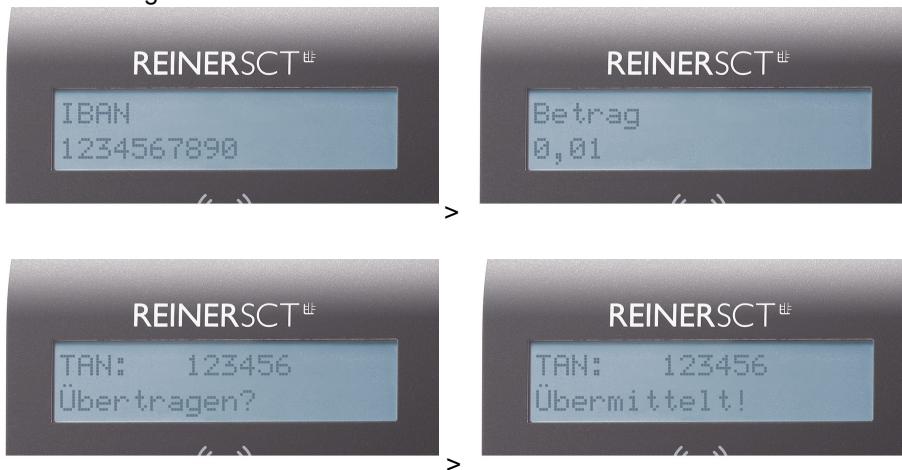 REINERSCT
IBAN
1234567890
REINERSCT
Betrag
0,01
>
REINERSCT
TAN: 123456
Übertragen?
REINERSCT
TAN: 123456
Übermittelt!
>